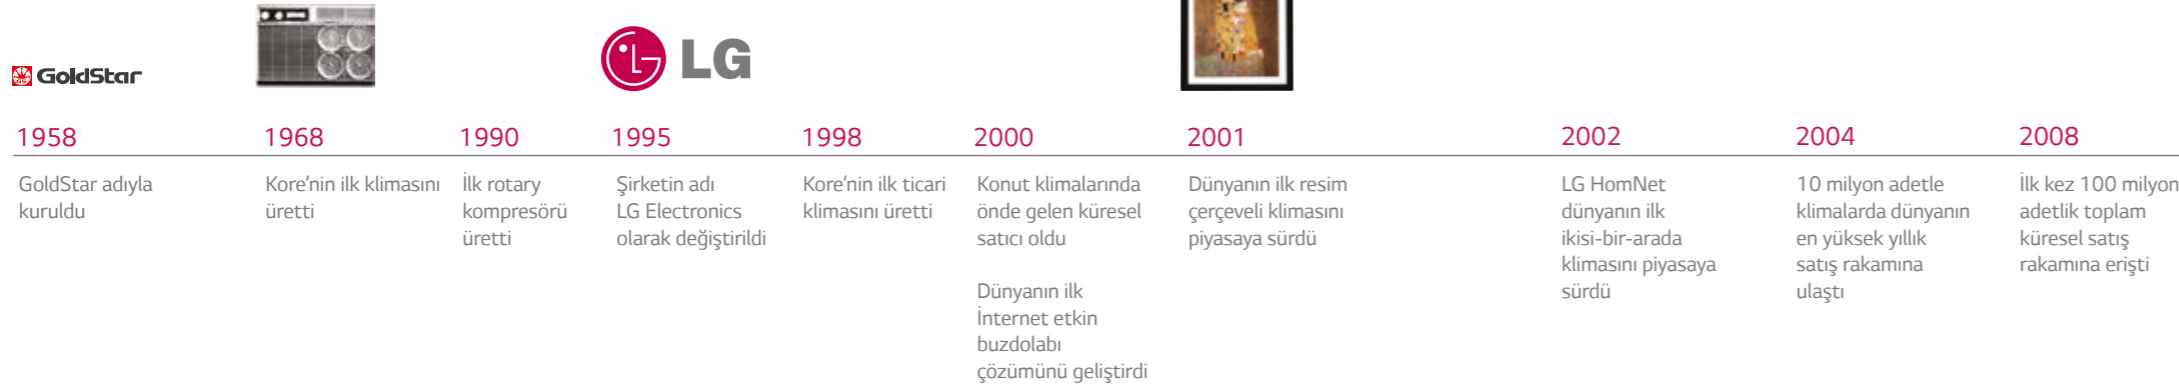 GoldStar
LG
1958
GoldStar adıyla
kuruldu
1968
Kore’nin ilk klimasını
üretti
1990
İlk rotary
kompresörü
üretti
1995
Şirketin adı
LG Electronics
olarak değiştirildi
1998
Kore’nin ilk ticari
klimasını üretti
2000
Konut klimalarında
önde gelen küresel
satıcı oldu
Dünyanın ilk
İnternet etkin
buzdolabı
çözümünü geliştirdi
2001
Dünyanın ilk resim
çerçeveli klimasını
piyasaya sürdü
2002
LG HomNet
dünyanın ilk
ikisi-bir-arada
klimasını piyasaya
sürdü
2004
10 milyon adetle
klimalarda dünyanın
en yüksek yıllık
satış rakamına
ulaştı
2008
İlk kez 100 milyon
adetlik toplam
küresel satış
rakamına erişti